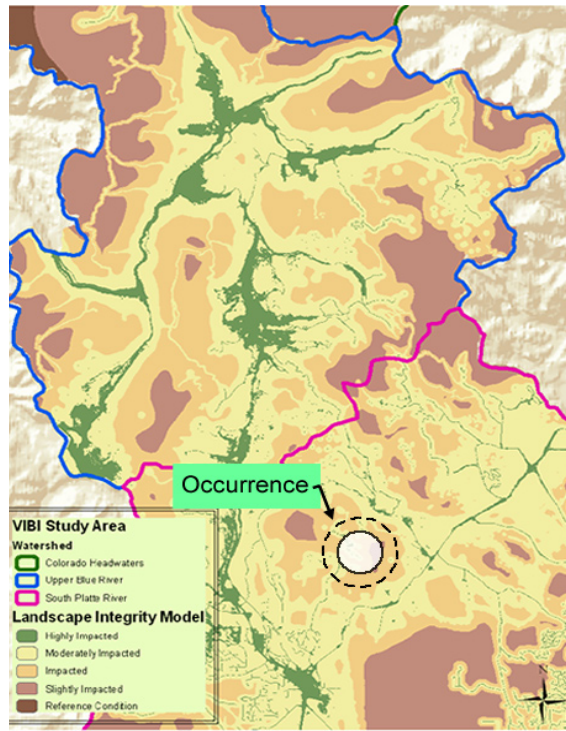 Occurrence
VIBI Study Area
Watershed
Colorado Headwaters
Upper Blue River
South Platte River
Landscape Integrity Model
Highly Impacted
Moderately Impacted
Impacted
Slightly Impacted
Reference Condition
N